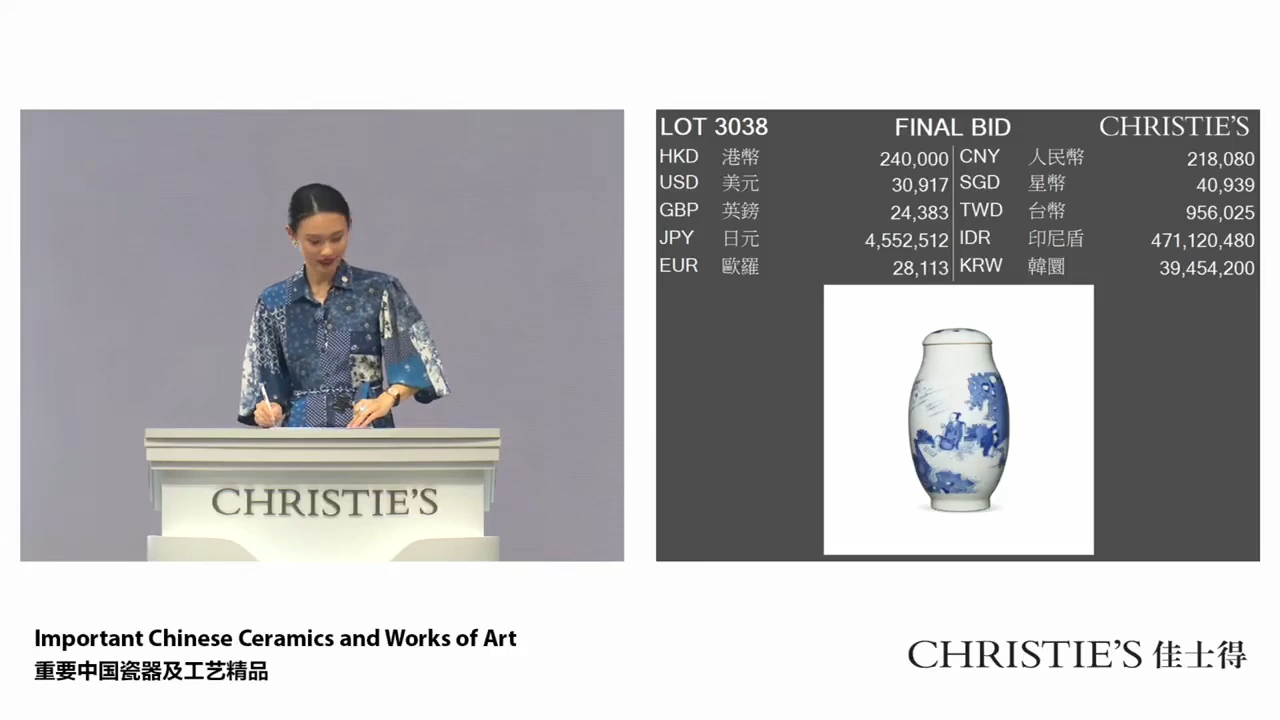 LOT 3038 FINAL BID CHRISTIE'S
HKD 港幣 240,000 CNY 人民幣 218,080
USD 美元 30,917 SGD 星幣 40,939
GBP 英鎊 24,383 TWD 台幣 956,025
JPY 日元 4,552,512 IDR 印尼盾 471,120,480
EUR 歐羅 28,113 KRW 韓圜 39,454,200
CHRISTIE'S
Important Chinese Ceramics and Works of Art
重要中国瓷器及工艺精品
CHRISTIE'S 佳士得